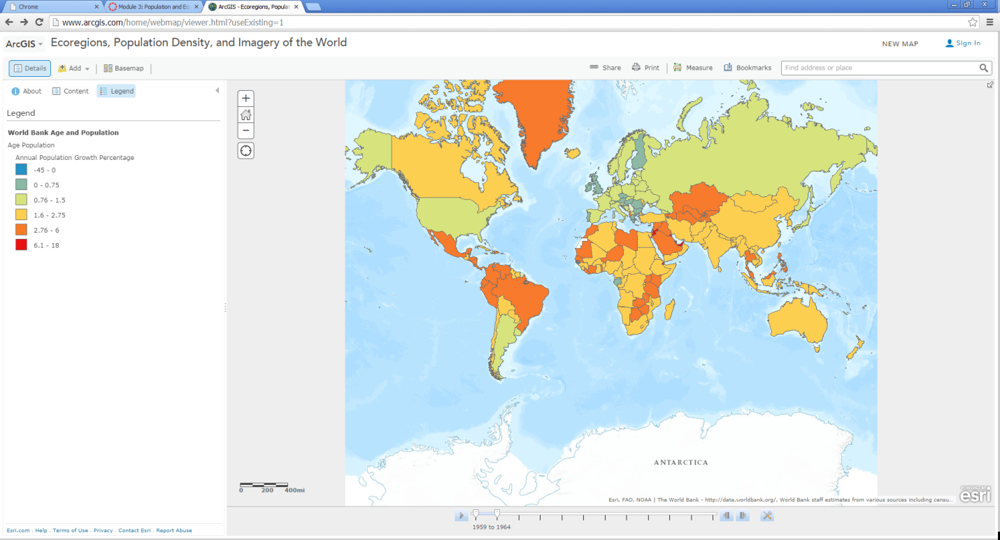 Chrome
Module 3: Population and Ec
ArcGIS - Ecoregions, Populat
www.arcgis.com/home/webmap/viewer.html?useExisting=1
ArcGIS
Ecoregions, Population Density, and Imagery of the World
NEW MAP
Sign In
Details
Add
Basemap
Share
Print
Measure
Bookmarks
Find address or place
About
Content
Legend
Legend
World Bank Age and Population
Age Population
Annual Population Growth Percentage
-45 - 0
0 - 0.75
0.76 - 1.5
1.6 - 2.75
2.76 - 6
6.1 - 18
ANTARCTICA
0 200 400mi
Esri, FAO, NOAA | The World Bank - http://data.worldbank.org/, World Bank staff estimates from various sources including censu...
POWERED BY
esri
1959 to 1964
Esri.com . Help . Terms of Use . Privacy . Contact Esri . Report Abuse